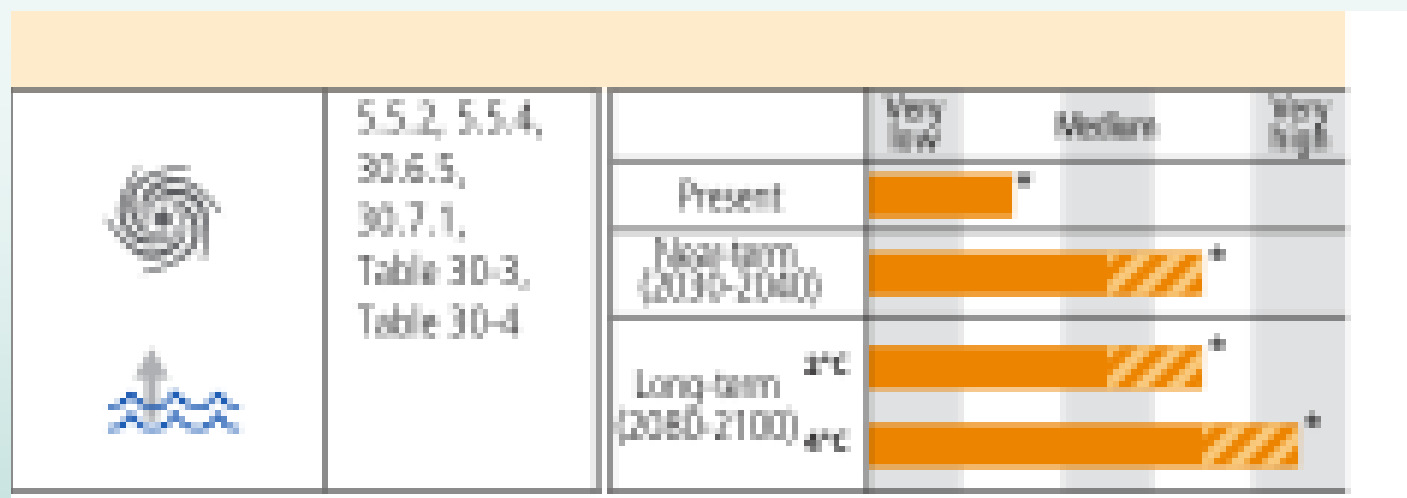 5.5.2, 5.5.4,
30.6.5,
30.7.1,
Table 30-3,
Table 30-4
Very
low
Medium
Very
high
Present
*
Near-term
(2030-2040)
*
Long-term
(2080-2100)
2°C
*
4°C
*